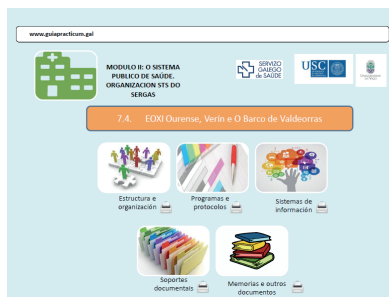 www.guiapracticum.gal
MODULO II: O SISTEMA
PUBLICO DE SAÚDE.
ORGANIZACION STS DO
SERGAS
SERVIZO
GALEGO
de SAÚDE
USC
7.4. EOXI Ourense, Verín e O Barco de Valdeorras
Estructura e
organización
Programas e
protocolos
Sistemas de
información
Soportes
documentais
Memorias e outros
documentos